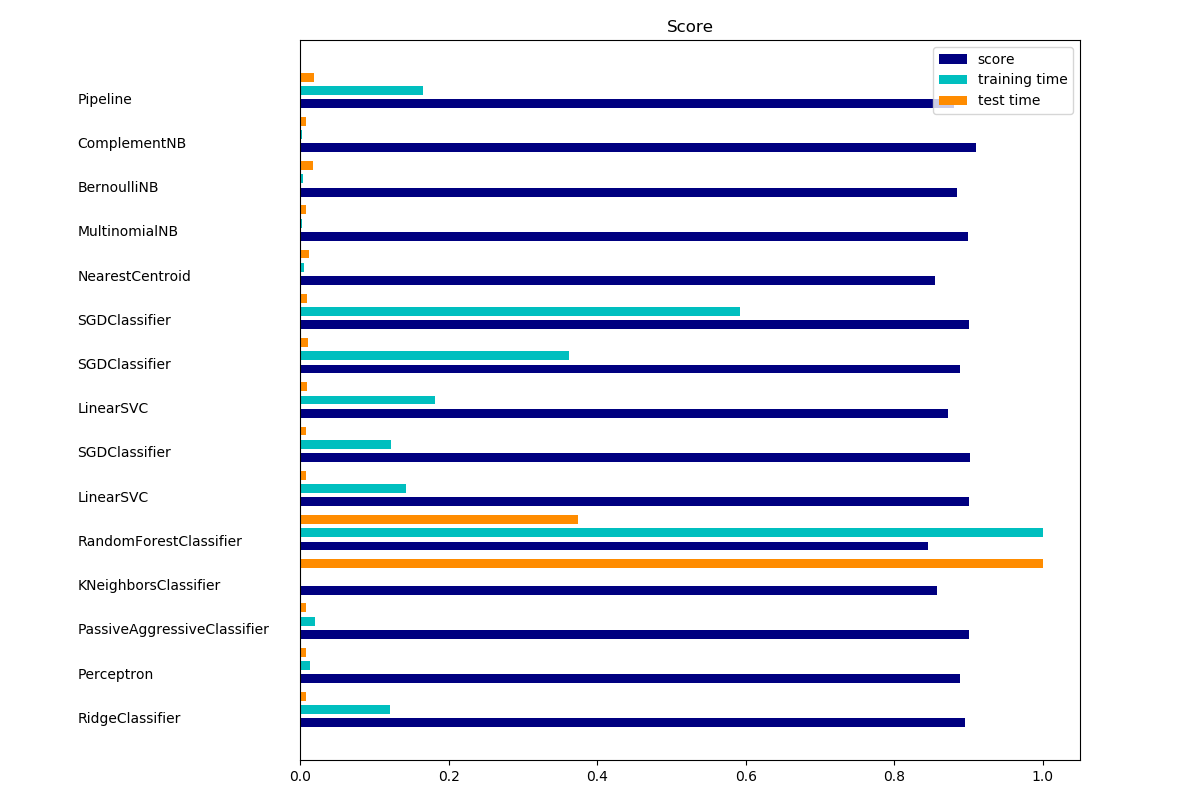 Score
score
training time
test time
Pipeline
ComplementNB
BernoulliNB
MultinomialNB
NearestCentroid
SGDClassifier
SGDClassifier
LinearSVC
SGDClassifier
LinearSVC
RandomForestClassifier
KNeighborsClassifier
PassiveAggressiveClassifier
Perceptron
RidgeClassifier
0.0 0.2 0.4 0.6 0.8 1.0